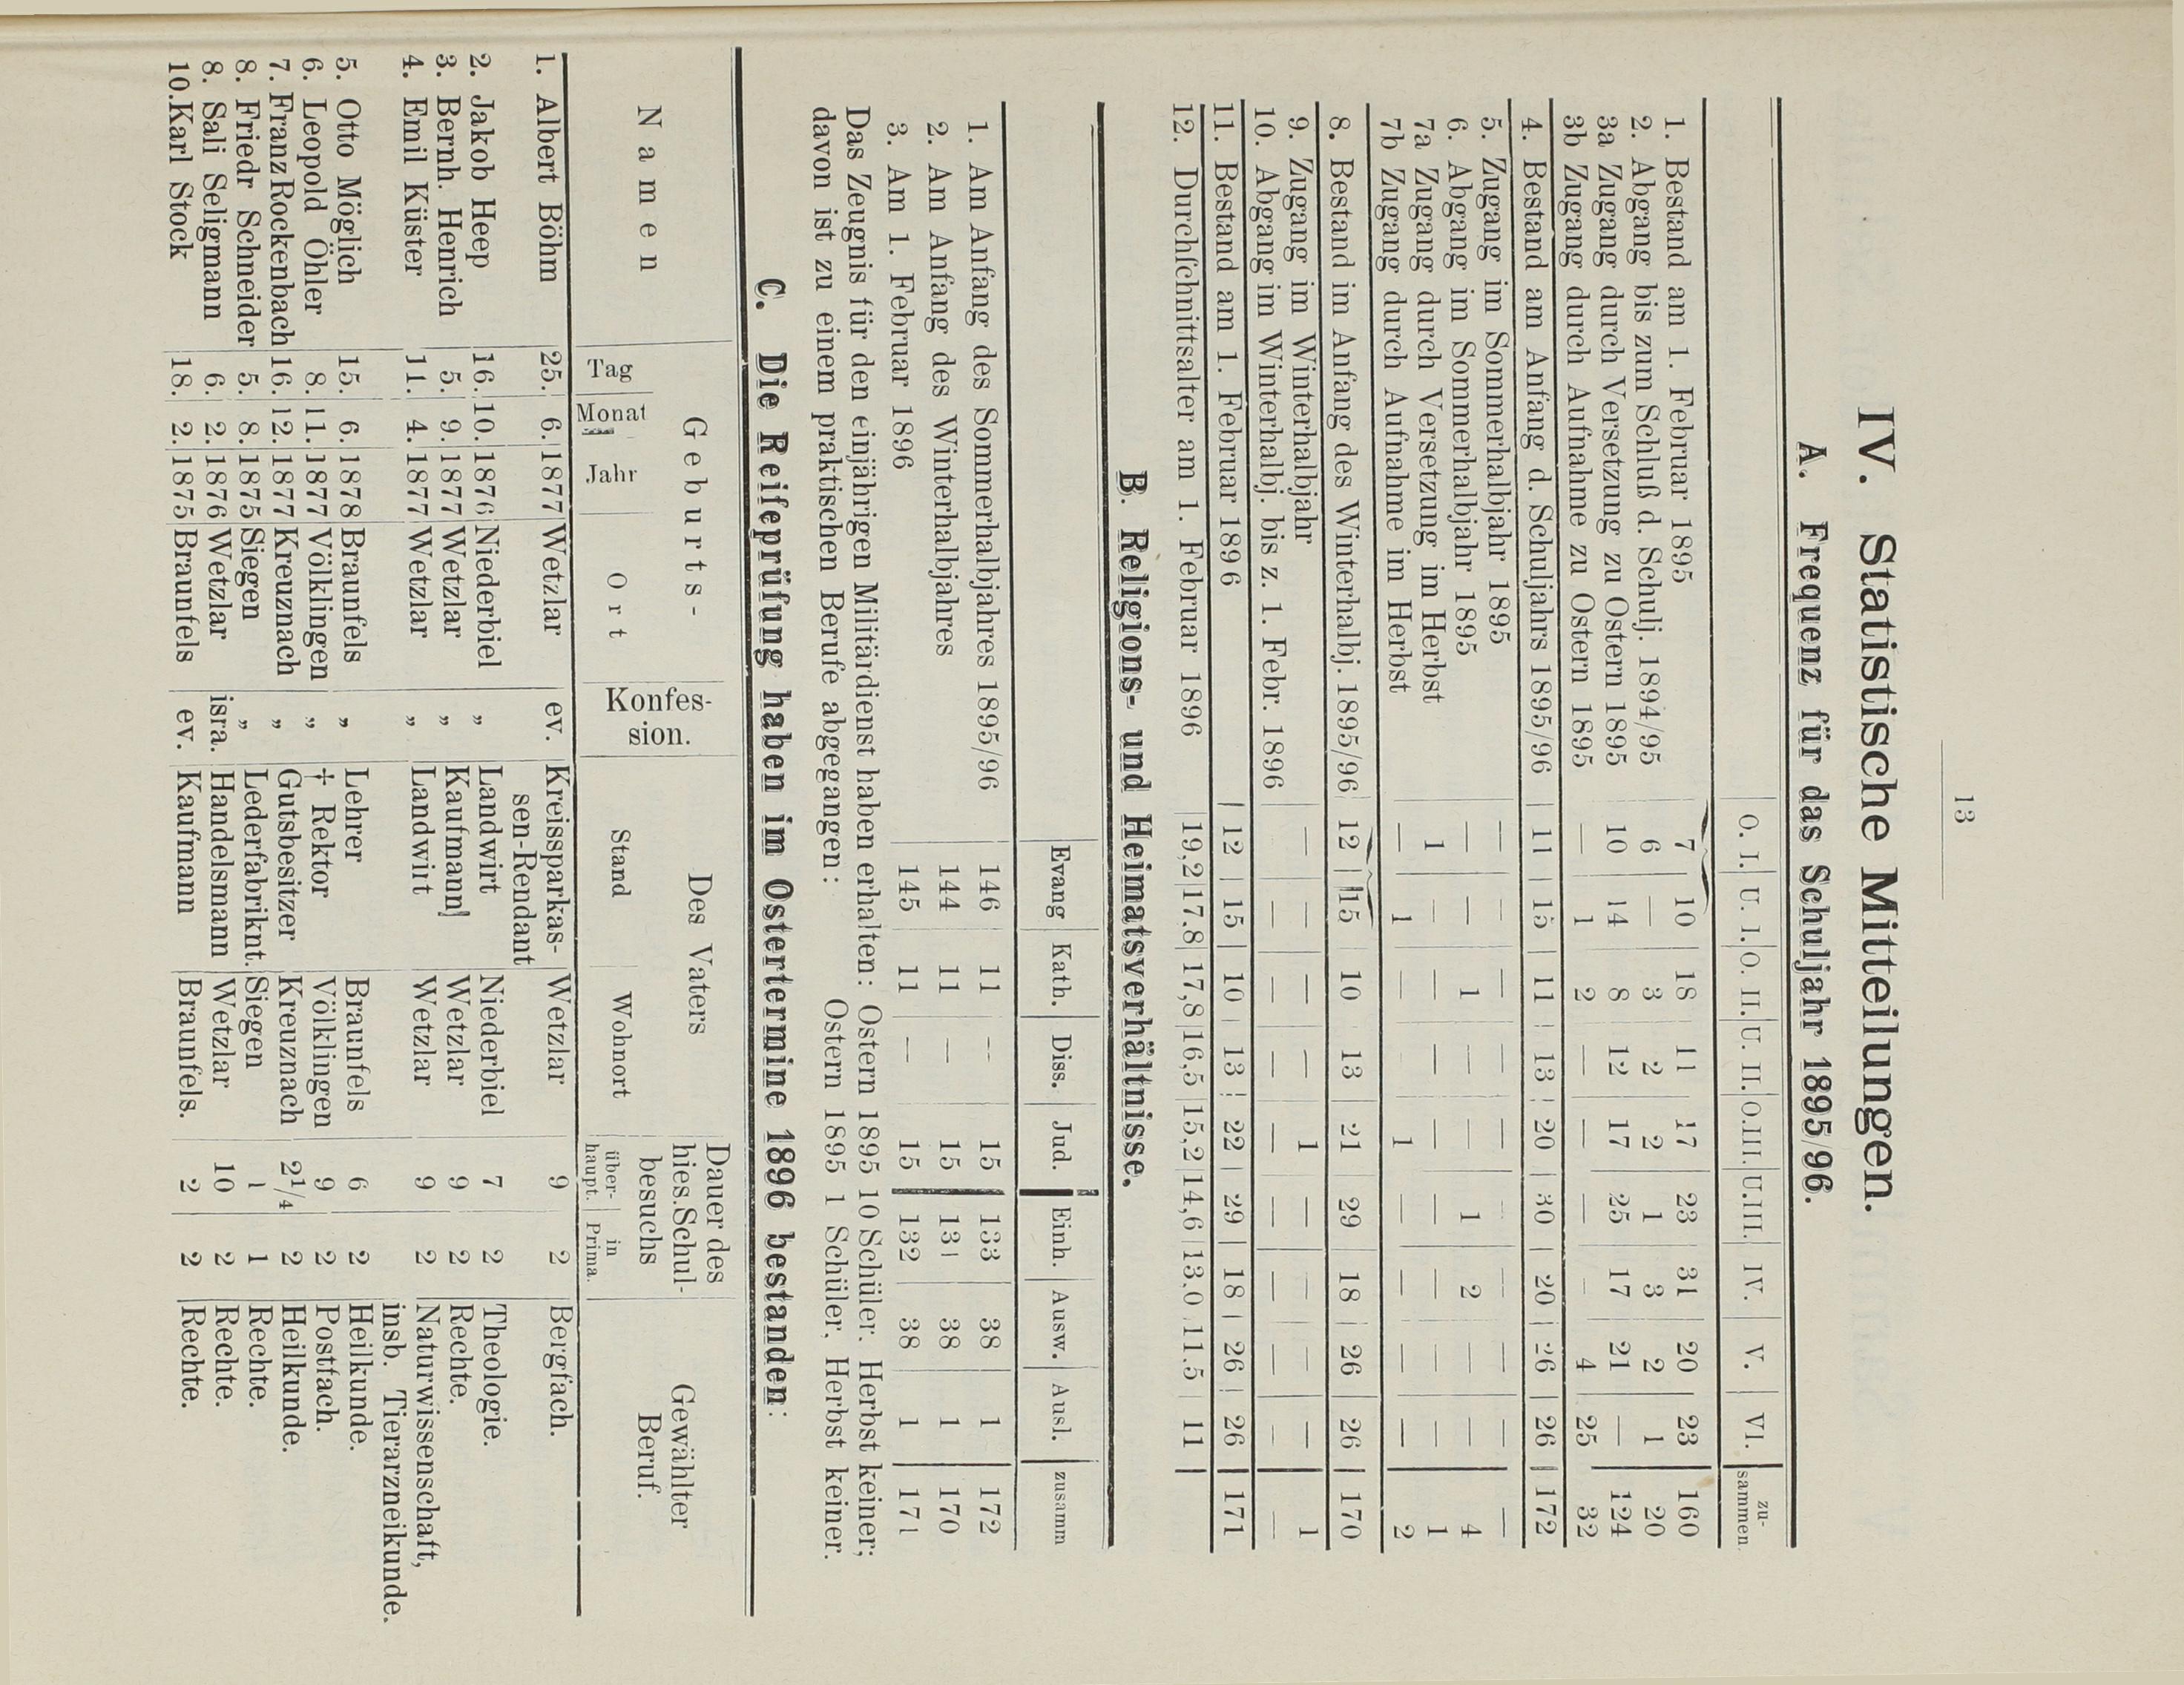 13
IV. Statistische Mitteilungen.
A. Frequenz für das Schuljahr 1895/96.
O. I. U. I. O. II. U. II. O.III. U.III. IV. V. VI. zu-
sammen.
1. Bestand am 1. Februar 1895 7 10 18 11 17 23 31 20 23 160
2. Abgang bis zum Schluß d. Schulj. 1894/95 6 — 3 2 2 1 3 2 1 20
3a Zugang durch Versetzung zu Ostern 1895 10 14 8 12 17 25 17 21 — 124
3b Zugang durch Aufnahme zu Ostern 1895 — 1 2 — — — — 4 25 32
4. Bestand am Anfang d. Schuljahrs 1895/96 11 15 11 13 20 30 20 26 26 172
5. Zugang im Sommerhalbjahr 1895 — — — — — — — — — —
6. Abgang im Sommerhalbjahr 1895 — — 1 — — 1 2 — — 4
7a Zugang durch Versetzung im Herbst 1 — — — — — — — — 1
7b Zugang durch Aufnahme im Herbst — 1 — — 1 — — — — 2
8. Bestand im Anfang des Winterhalbj. 1895/96 12 15 10 13 21 29 18 26 26 170
9. Zugang im Winterhalbjahr — — — — 1 — — — — 1
10. Abgang im Winterhalbj. bis z. 1. Febr. 1896 — — — — — — — — —
11. Bestand am 1. Februar 1896 12 15 10 13 22 29 18 26 26 171
12. Durchſchnittsalter am 1. Februar 1896 19,2 17.8 17,8 16,5 15,2 14,6 13.0 11.5 11
B. Religions- und Heimatsverhältnisse.
Evang Kath. Diss. Jud. Einh. Ausw. Ausl. zusamm
1. Am Anfang des Sommerhalbjahres 1895/96 146 11 -- 15 133 38 1 172
2. Am Anfang des Winterhalbjahres 144 11 — 15 131 38 1 170
3. Am 1. Februar 1896 145 11 — 15 132 38 1 171
Das Zeugnis für den einjährigen Militärdienst haben erhalten: Ostern 1895 10 Schüler. Herbst keiner;
davon ist zu einem praktischen Berufe abgegangen: Ostern 1895 1 Schüler, Herbst keiner.
C. Die Reifeprüfung haben im Ostertermine 1896 bestanden:
Namen Geburts- Konfes-
sion. Des Vaters Dauer des
hies.Schul-
besuchs Gewählter
Beruf.
Tag Monat Jahr Ort Stand Wohnort über-
haupt. in
Prima.
1. Albert Böhm 25. 6. 1877 Wetzlar ev. Kreissparkas- Wetzlar 9 2 Bergfach.
sen-Rendant
2. Jakob Heep 16. 10. 1876 Niederbiel „ Landwirt Niederbiel 7 2 Theologie.
3. Bernh. Henrich 5. 9. 1877 Wetzlar „ Kaufmann Wetzlar 9 2 Rechte.
4. Emil Küster 11. 4. 1877 Wetzlar „ Landwirt Wetzlar 9 2 Naturwissenschaft,
insb. Tierarzneikunde.
5. Otto Möglich 15. 6. 1878 Braunfels „ Lehrer Braunfels 6 2 Heilkunde.
6. Leopold Öhler 8. 11. 1877 Völklingen „ † Rektor Völklingen 9 2 Postfach.
7. Franz Rockenbach 16. 12. 1877 Kreuznach „ Gutsbesitzer Kreuznach 2¼ 2 Heilkunde.
8. Friedr Schneider 5. 8. 1875 Siegen „ Lederfabriknt. Siegen 1 1 Rechte.
8. Sali Seligmann 6. 2. 1876 Wetzlar isra. Handelsmann Wetzlar 10 2 Rechte.
10. Karl Stock 18. 2. 1875 Braunfels ev. Kaufmann Braunfels. 2 2 Rechte.